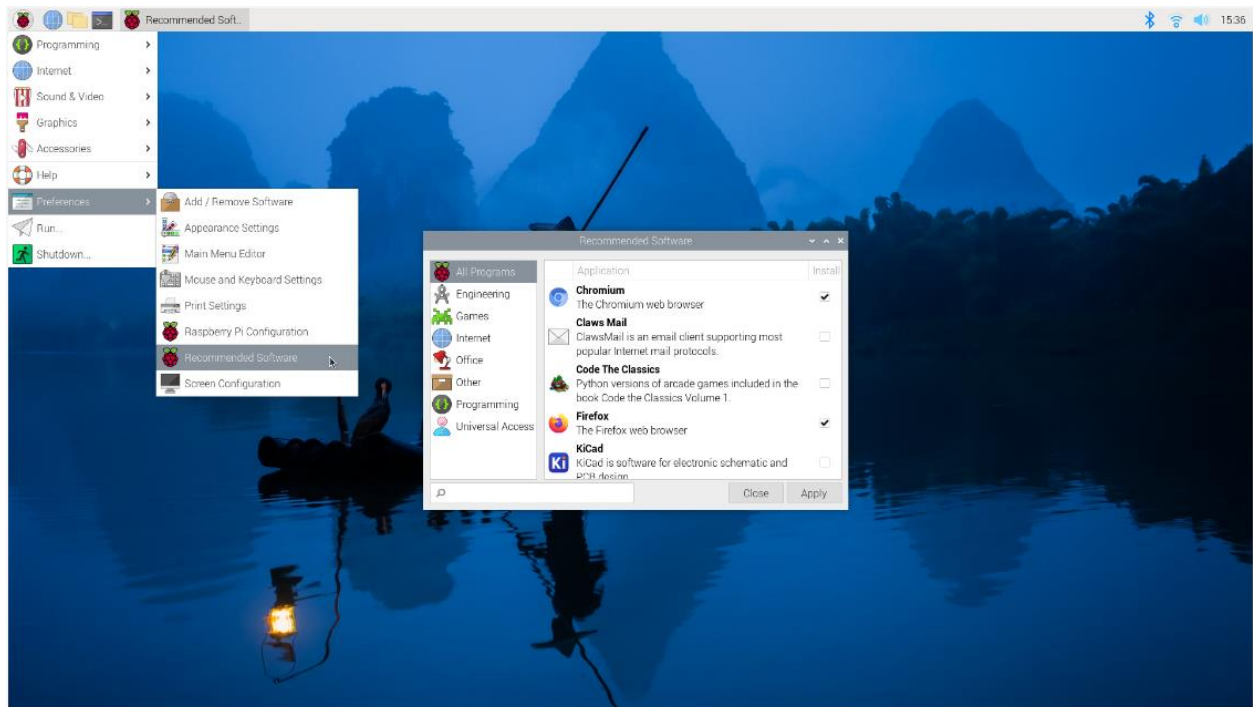 Recommended Soft..
15:36
Programming
Internet
Sound & Video
Graphics
Accessories
Help
Preferences
Run...
Shutdown...
Add / Remove Software
Appearance Settings
Main Menu Editor
Mouse and Keyboard Settings
Print Settings
Raspberry Pi Configuration
Recommended Software
Screen Configuration
Recommended Software
All Programs
Engineering
Games
Internet
Office
Other
Programming
Universal Access
Application Install
Chromium
The Chromium web browser
Claws Mail
ClawsMail is an email client supporting most
popular Internet mail protocols.
Code The Classics
Python versions of arcade games included in the
book Code the Classics Volume 1.
Firefox
The Firefox web browser
Ki
KiCad
KiCad is software for electronic schematic and
PCB design
Close Apply